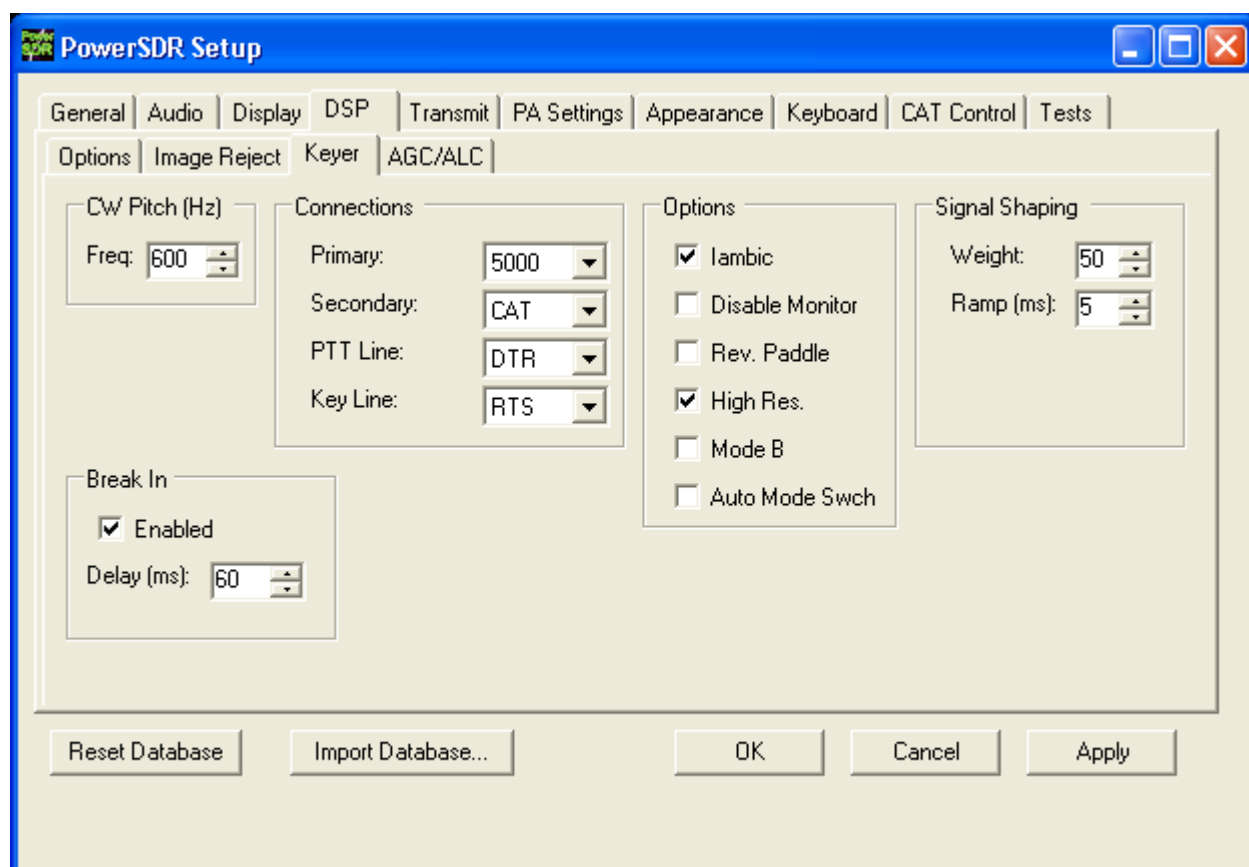 Power SDR PowerSDR Setup
General Audio Display DSP Transmit PA Settings Appearance Keyboard CAT Control Tests
Options Image Reject Keyer AGC/ALC
CW Pitch (Hz)
Freq: 600
Connections
Primary: 5000
Secondary: CAT
PTT Line: DTR
Key Line: RTS
Options
Iambic
Disable Monitor
Rev. Paddle
High Res.
Mode B
Auto Mode Swch
Signal Shaping
Weight: 50
Ramp (ms): 5
Break In
Enabled
Delay (ms): 60
Reset Database Import Database... OK Cancel Apply